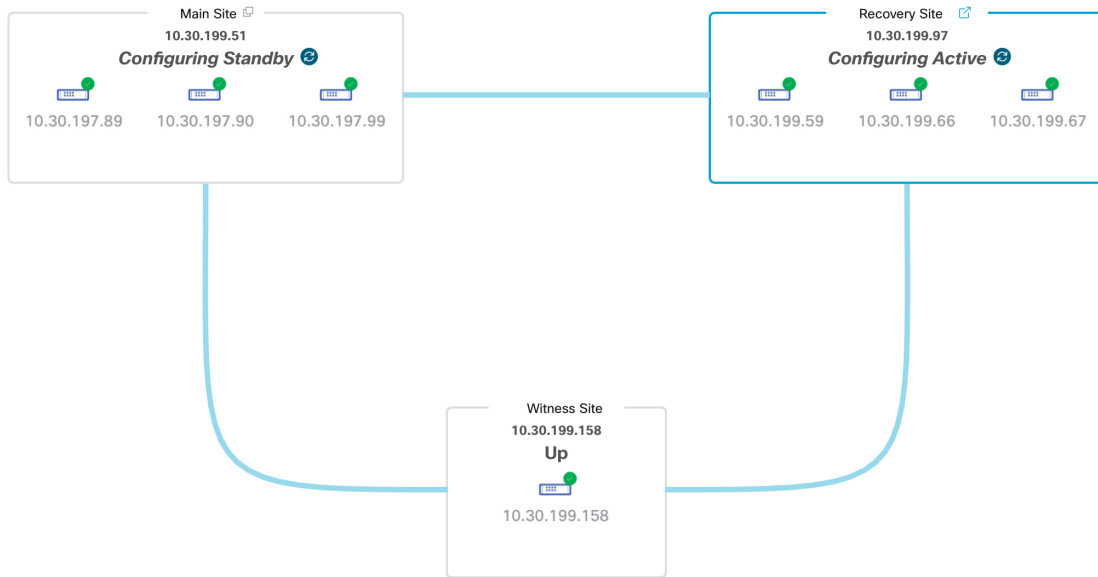 Main Site
10.30.199.51
Configuring Standby
10.30.197.89 10.30.197.90 10.30.197.99
Recovery Site
10.30.199.97
Configuring Active
10.30.199.59 10.30.199.66 10.30.199.67
Witness Site
10.30.199.158
Up
10.30.199.158